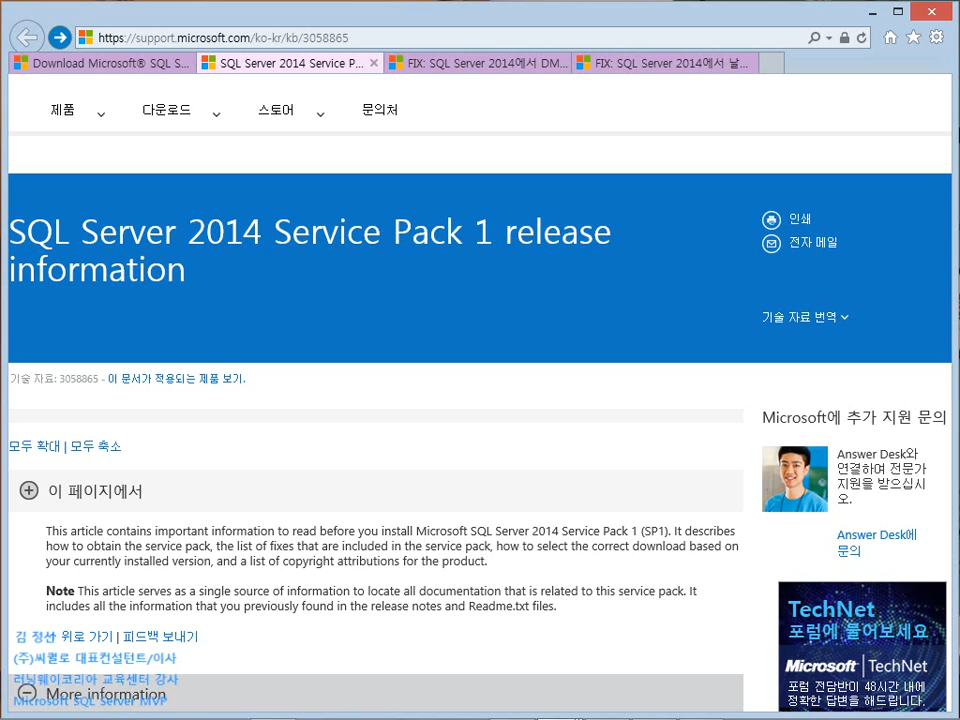 https://support.microsoft.com/ko-kr/kb/3058865
Download Microsoft® SQL S...
SQL Server 2014 Service P...
FIX: SQL Server 2014에서 DM...
FIX: SQL Server 2014에서 날...
제품
다운로드
스토어
문의처
SQL Server 2014 Service Pack 1 release
information
인쇄
전자 메일
기술 자료 번역
기술 자료: 3058865 - 이 문서가 적용되는 제품 보기.
Microsoft에 추가 지원 문의
모두 확대 | 모두 축소
Answer Desk와
연결하여 전문가
지원을 받으십시
오.
이 페이지에서
This article contains important information to read before you install Microsoft SQL Server 2014 Service Pack 1 (SP1). It describes
how to obtain the service pack, the list of fixes that are included in the service pack, how to select the correct download based on
your currently installed version, and a list of copyright attributions for the product.
Answer Desk에
문의
Note This article serves as a single source of information to locate all documentation that is related to this service pack. It
includes all the information that you previously found in the release notes and Readme.txt files.
TechNet
포럼에 물어보세요
Microsoft | TechNet
포럼 전담반이 48시간 내에
정확한 답변을 해드립니다.
김 정선 위로 가기 | 피드백 보내기
(주)씨퀄로 대표컨설턴트/이사
러닝웨이코리아 교육센터 강사
More information
Microsoft SQL Server MVP